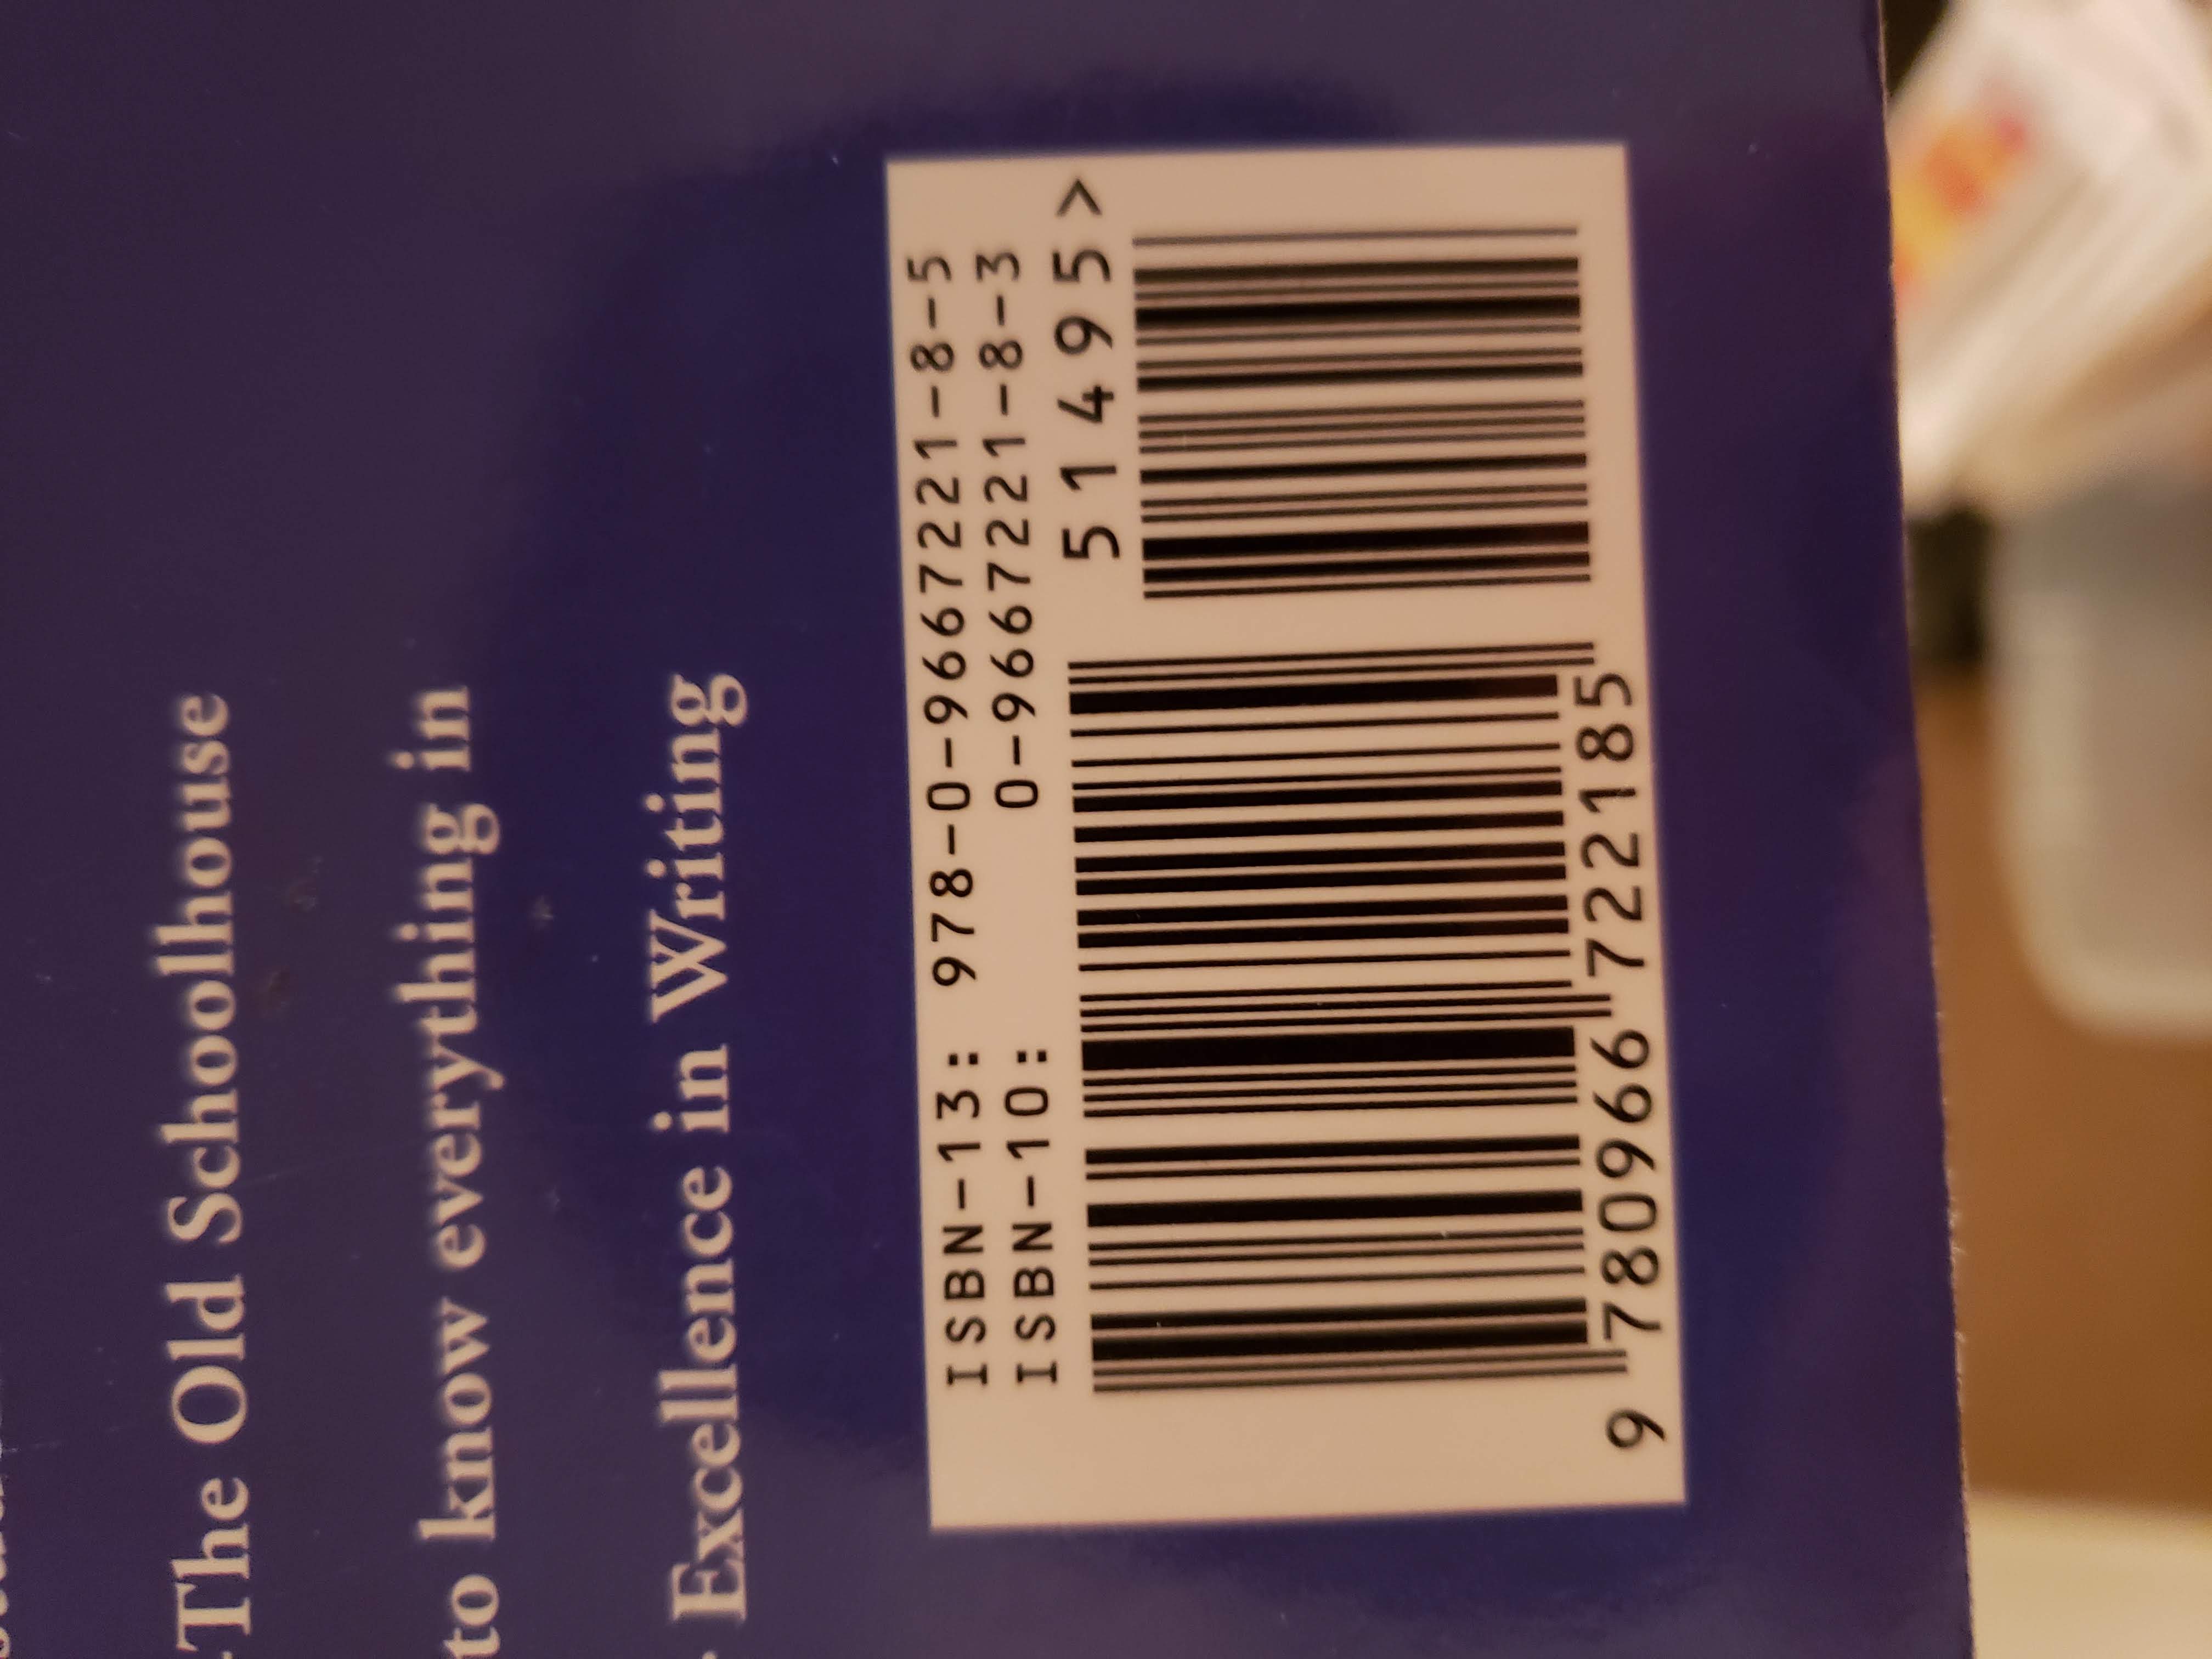 -The Old Schoolhouse
to know everything in
Excellence in Writing
ISBN-13: 978-0-9667221-8-5
ISBN-10: 0-9667221-8-3
51495>
9 780966 722185